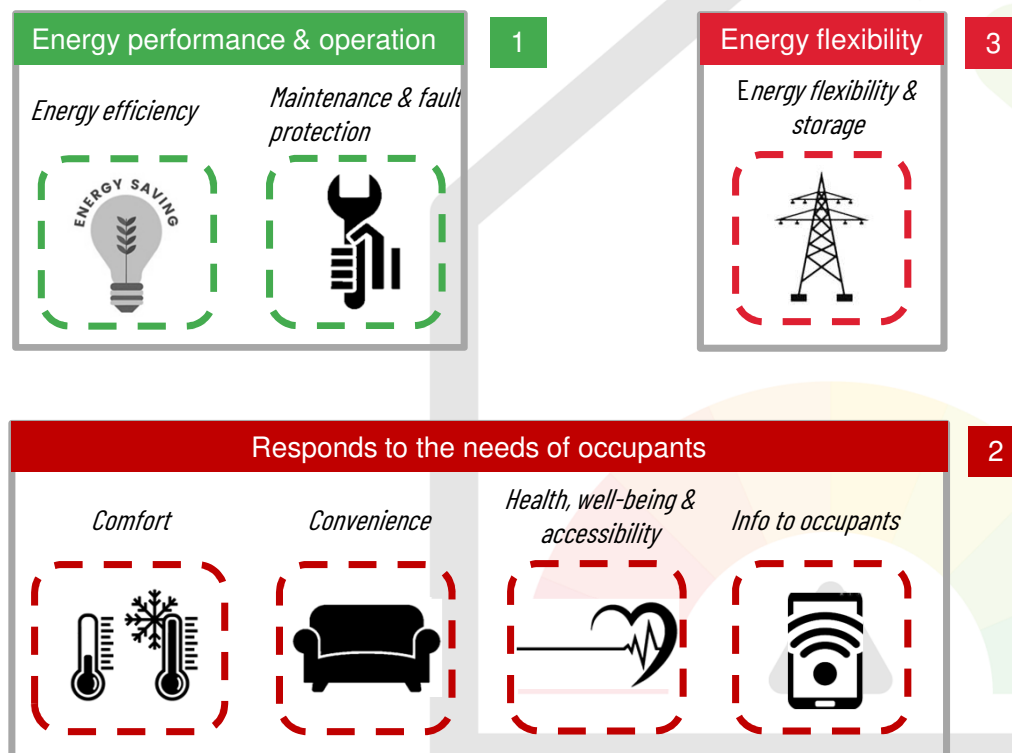 Energy performance & operation
1
Energy flexibility
3
Energy efficiency
Maintenance & fault
protection
Energy flexibility &
storage
ENERGY SAVING
Responds to the needs of occupants
2
Comfort
Convenience
Health, well-being &
accessibility
Info to occupants